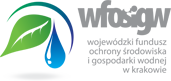 wfośigw
wojewódzki fundusz
ochrony środowiska
i gospodarki wodnej
w krakowie